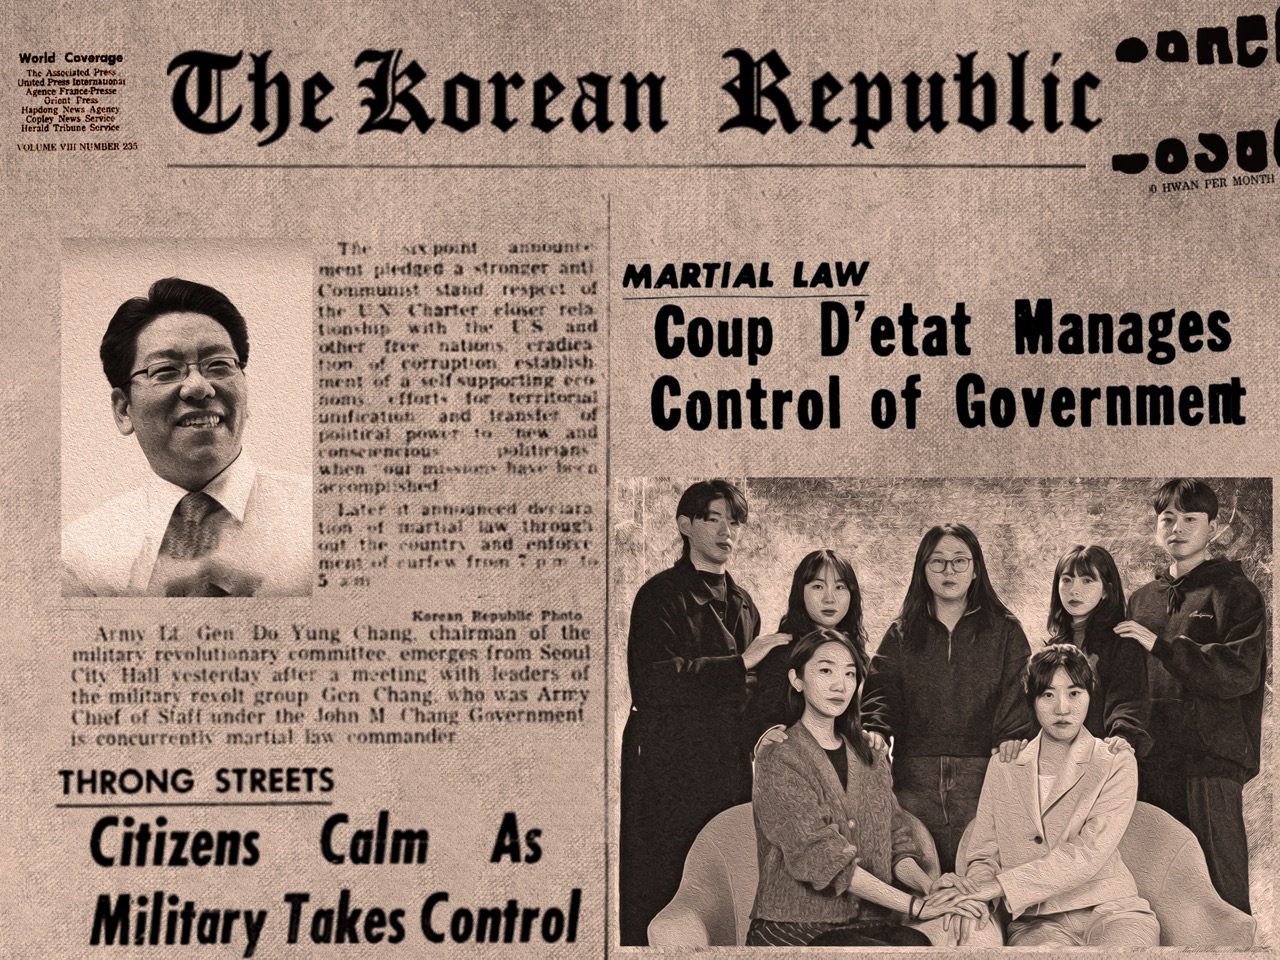 World Coverage
The Associated Press
United Press International
Agence France-Presse
Orient Press
Hapdong News Agency
Copley News Service
Herald Tribune Service
VOLUME VIII NUMBER 235
The Korean Republic
0 HWAN PER MONTH
The six point announce-
ment pledged a stronger anti
Communist stand, respect of
the U.N. Charter closer rela
tionship with the U.S. and
other free nations, eradica
tion of corruption, establish
ment of a self supporting eco-
nomy, efforts for territorial
unification and transfer of
political power to "new and
consciencious politicians"
when "our missions have been
accomplished
Later it announced declara
tion of martial law through
out the country and enforce
ment of curfew from 7 p.m. to
5 a.m
Korean Republic Photo
Army Lt. Gen. Do Yung Chang, chairman of the
military revolutionary committee, emerges from Seoul
City Hall yesterday after a meeting with leaders of
the military revolt group Gen Chang, who was Army
Chief of Staff under the John M Chang Government
is concurrently martial law commander
THRONG STREETS
Citizens Calm As
Military Takes Control
MARTIAL LAW
Coup D'etat Manages
Control of Government